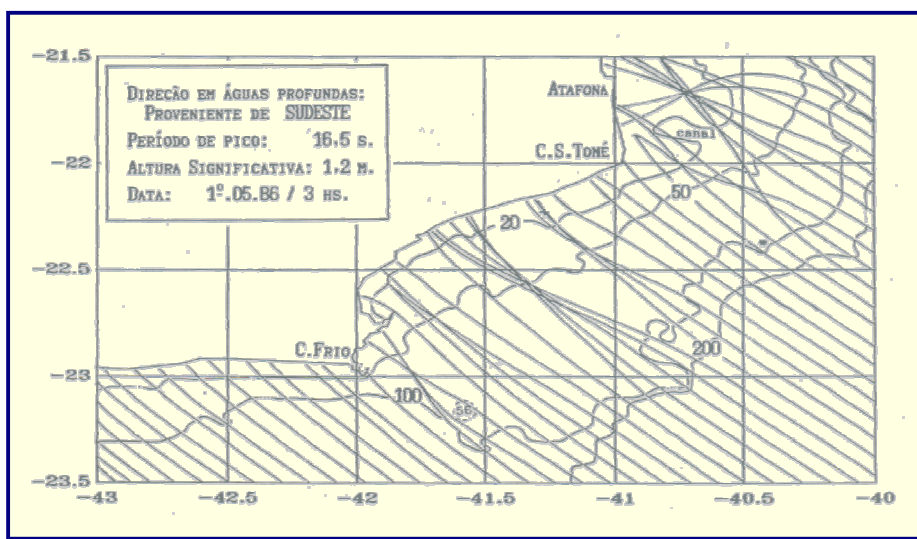 -21.5
DIREÇÃO EM ÁGUAS PROFUNDAS:
PROVENIENTE DE SUDESTE
PERÍODO DE PICO: 16.5 S.
ALTURA SIGNIFICATIVA: 1.2 M.
DATA: 1º.05.86 / 3 HS.
ATAFONA
canal
C.S.TOMÉ
-22
50
20
-22.5
C.FRIO
200
-23
100
56
-23.5
-43
-42.5
-42
-41.5
-41
-40.5
-40